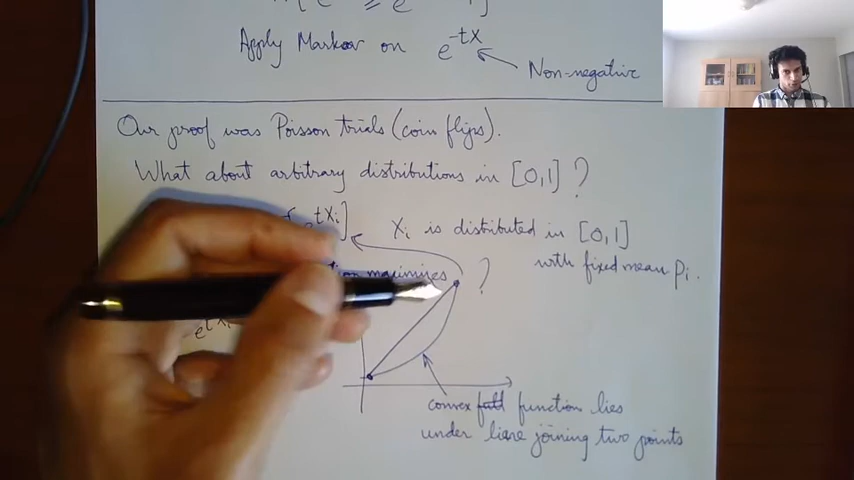 Apply Markov on e^{-tX}
Non-negative
Our proof was Poisson trials (coin flips).
What about arbitrary distributions in [0,1]?
e^{tX_i}] X_i is distributed in [0,1]
with fixed mean p_i.
maximizes ?
convex function lies
under line joining two points